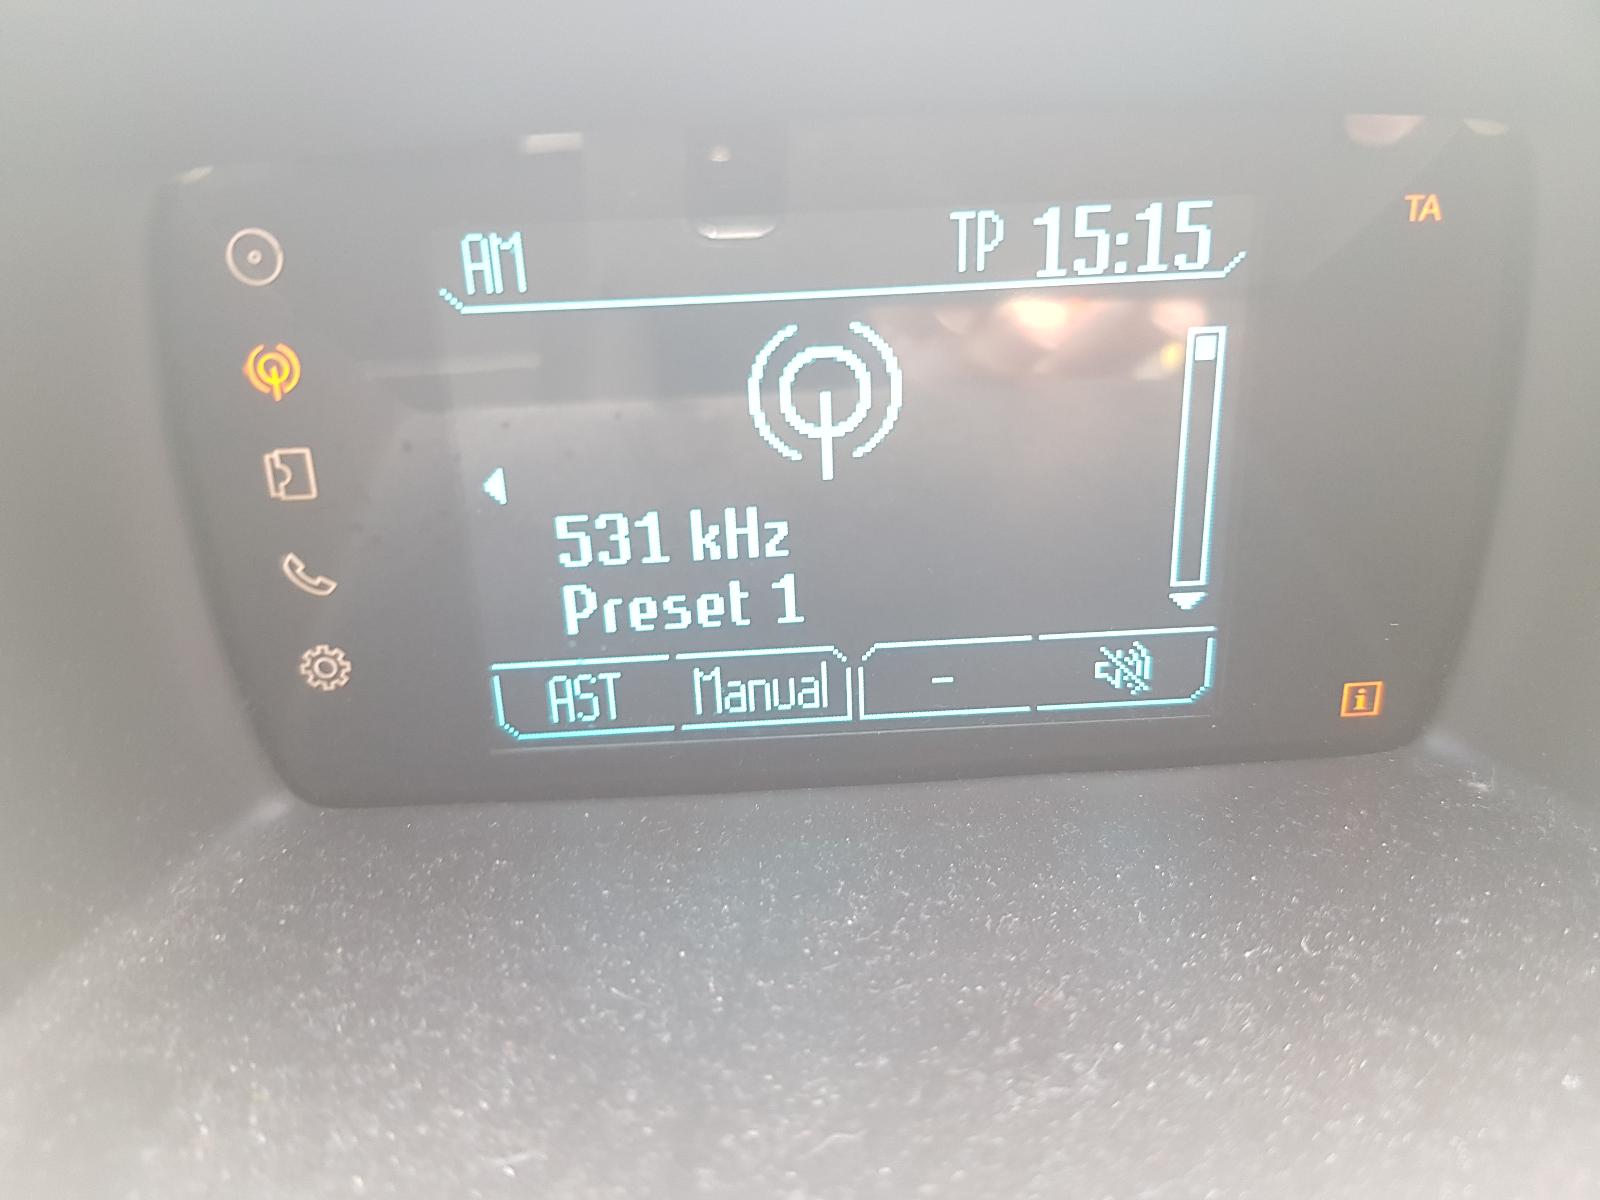 AM TP 15:15 TA
531 kHz
Preset 1
AST Manual -
i